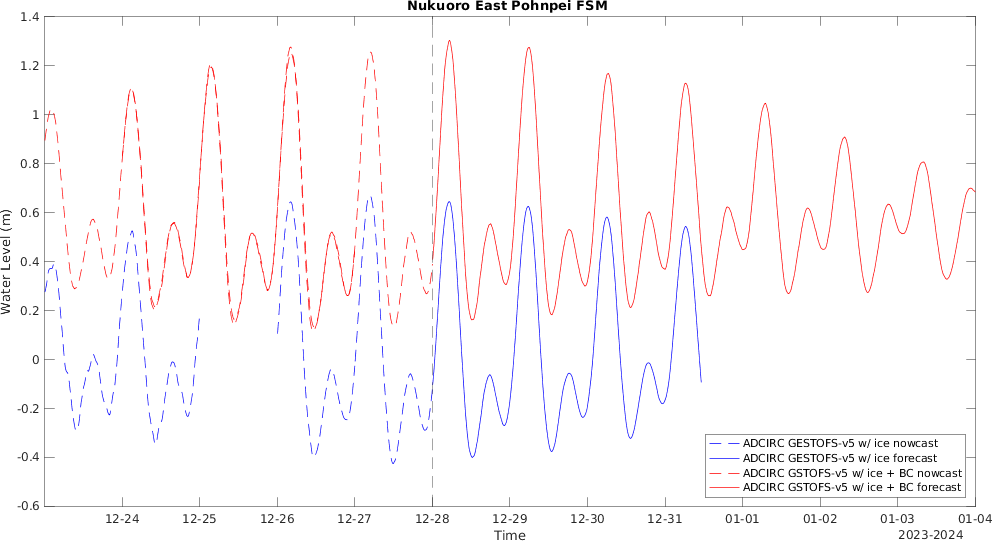 Nukuoro East Pohnpei FSM
1.4
1.2
1
0.8
0.6
0.4
0.2
0
-0.2
-0.4
-0.6
Water Level (m)
ADCIRC GESTOFS-v5 w/ ice nowcast
ADCIRC GESTOFS-v5 w/ ice forecast
ADCIRC GSTOFS-v5 w/ ice + BC nowcast
ADCIRC GSTOFS-v5 w/ ice + BC forecast
12-24 12-25 12-26 12-27 12-28 12-29 12-30 12-31 01-01 01-02 01-03 01-04
Time
2023-2024